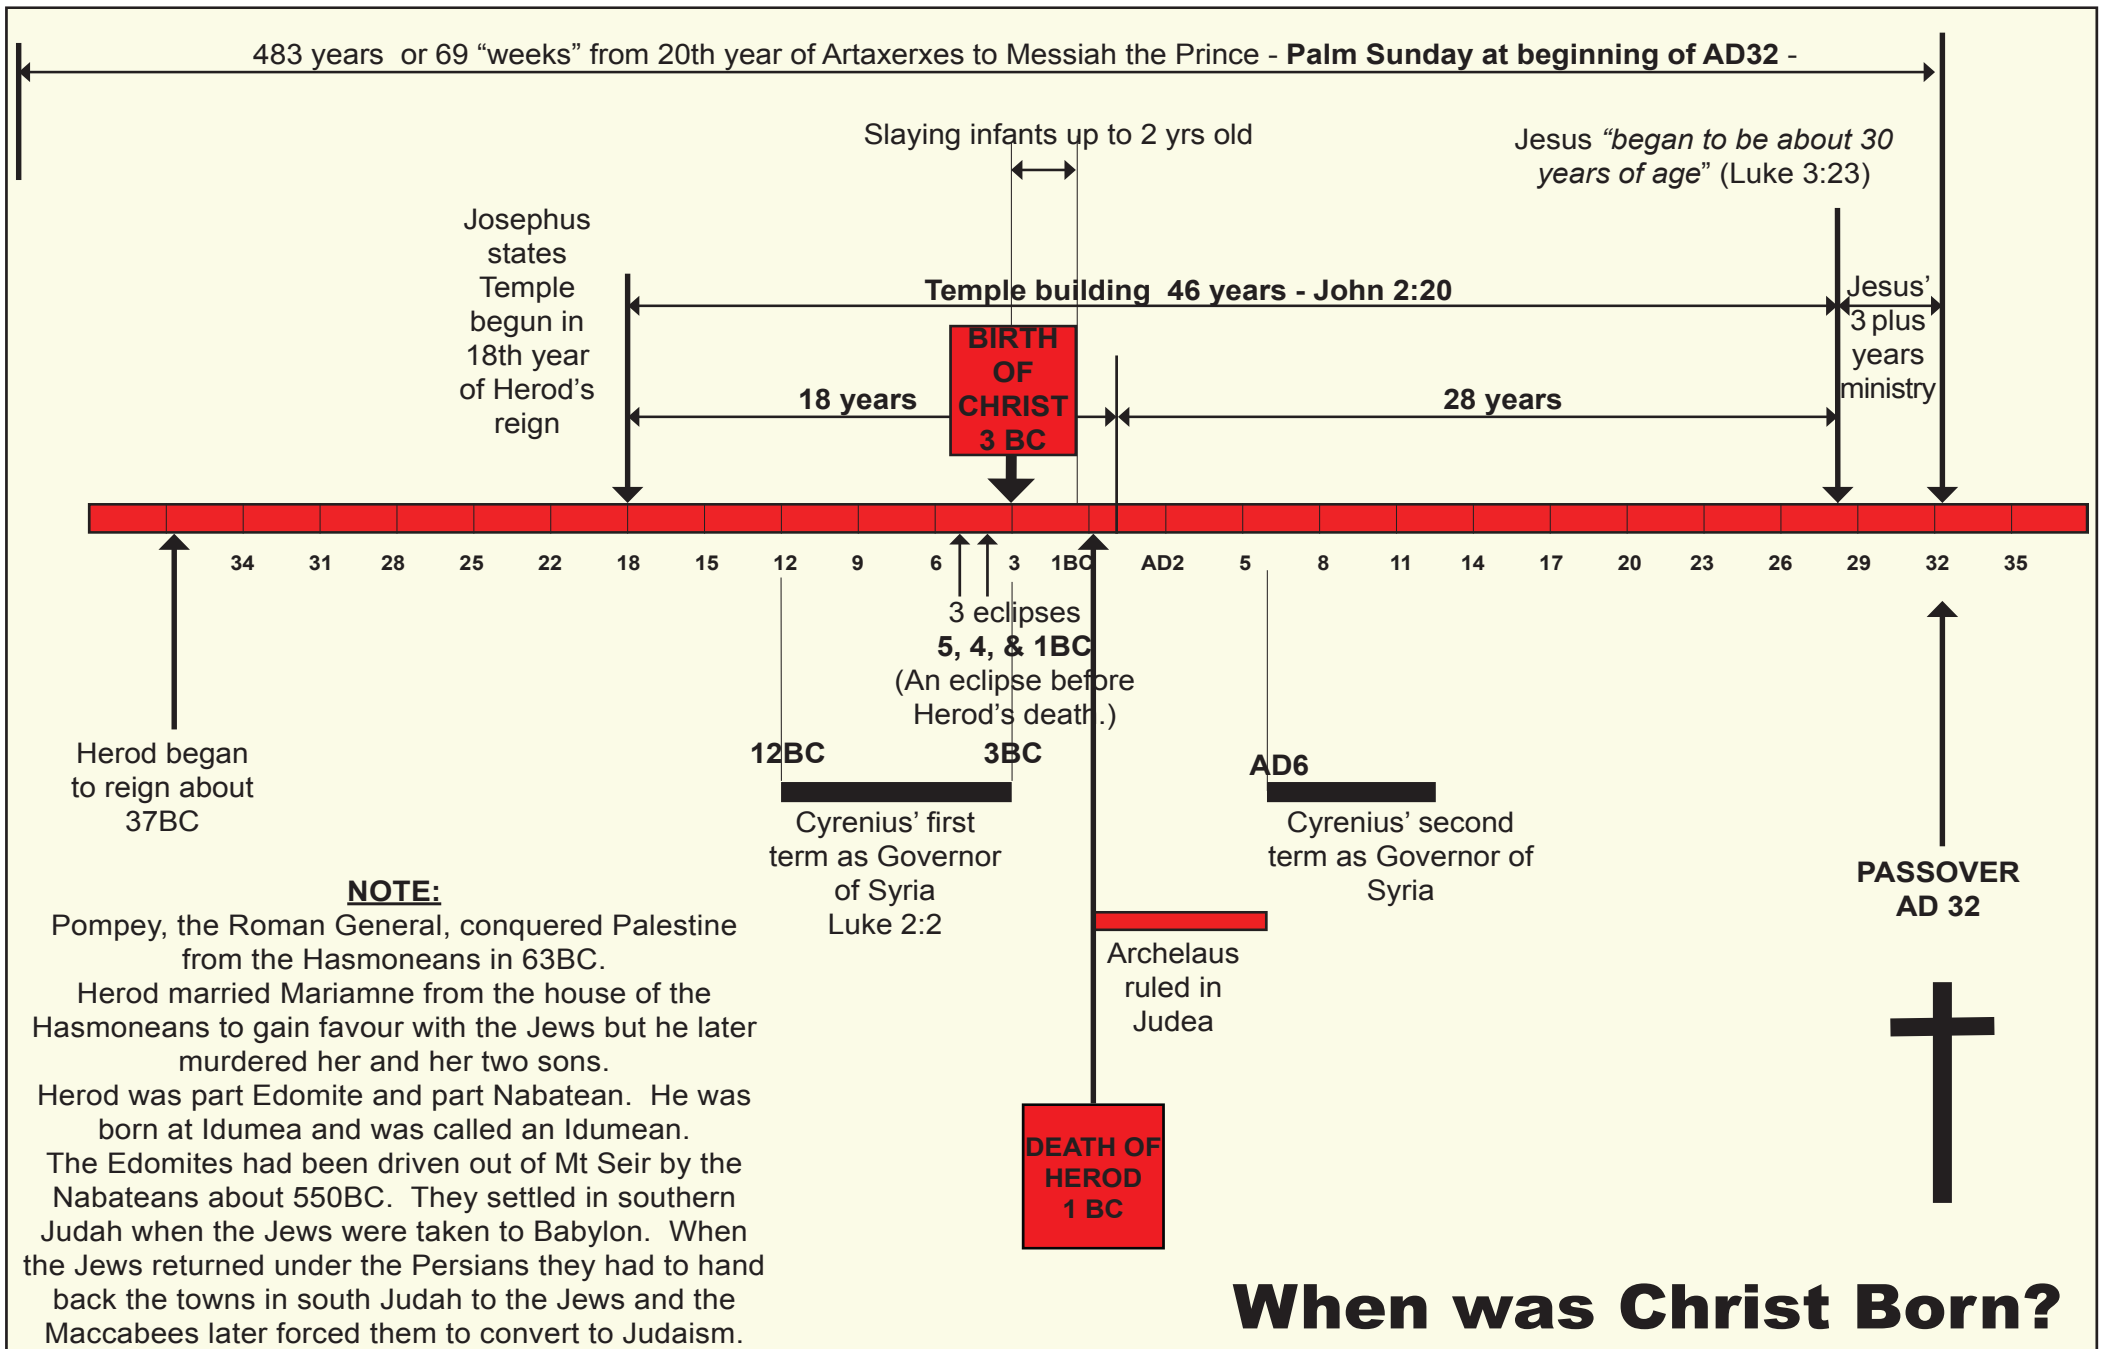 483 years  or 69 “weeks” from 20th year of Artaxerxes to Messiah the Prince - Palm Sunday at beginning of AD32 -
Slaying infants up to 2 yrs old
Jesus “began to be about 30
years of age” (Luke 3:23)
Josephus
states
Temple
begun in
18th year
of Herod’s
reign
Temple building  46 years - John 2:20
Jesus’
3 plus
years
ministry
BIRTH
OF
CHRIST
3 BC
18 years
28 years
34 31 28 25 22 18 15 12 9 6 3 1BC AD2 5 8 11 14 17 20 23 26 29 32 35
3 eclipses
5, 4, & 1BC
(An eclipse before
Herod’s death.)
Herod began
to reign about
37BC
12BC
3BC
Cyrenius’ first
term as Governor
of Syria
Luke 2:2
AD6
Cyrenius’ second
term as Governor of
Syria
Archelaus
ruled in
Judea
PASSOVER
AD 32
DEATH OF
HEROD
1 BC
NOTE:
Pompey, the Roman General, conquered Palestine
from the Hasmoneans in 63BC.
Herod married Mariamne from the house of the
Hasmoneans to gain favour with the Jews but he later
murdered her and her two sons.
Herod was part Edomite and part Nabatean.  He was
born at Idumea and was called an Idumean.
The Edomites had been driven out of Mt Seir by the
Nabateans about 550BC.  They settled in southern
Judah when the Jews were taken to Babylon.  When
the Jews returned under the Persians they had to hand
back the towns in south Judah to the Jews and the
Maccabees later forced them to convert to Judaism.
When was Christ Born?